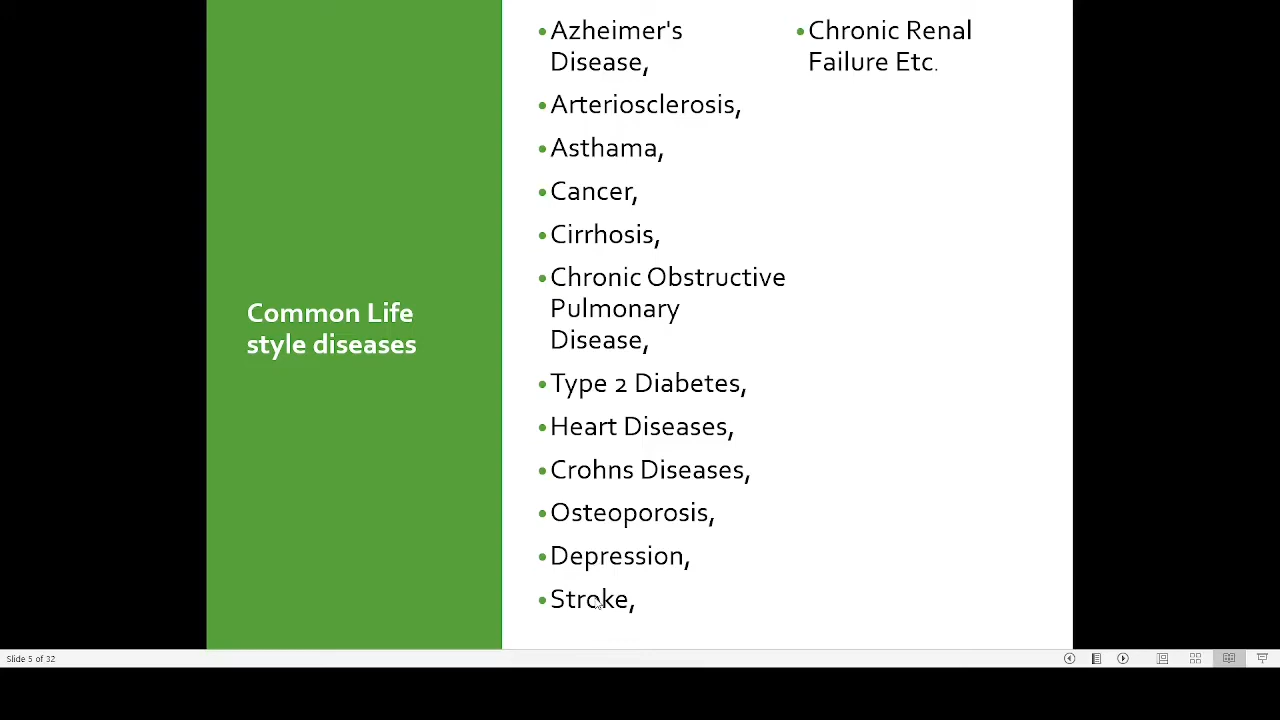 Common Life
style diseases
•Azheimer's
Disease,
•Arteriosclerosis,
•Asthama,
•Cancer,
•Cirrhosis,
•Chronic Obstructive
Pulmonary
Disease,
•Type 2 Diabetes,
•Heart Diseases,
•Crohns Diseases,
•Osteoporosis,
•Depression,
•Stroke,
•Chronic Renal
Failure Etc.
Slide 5 of 32